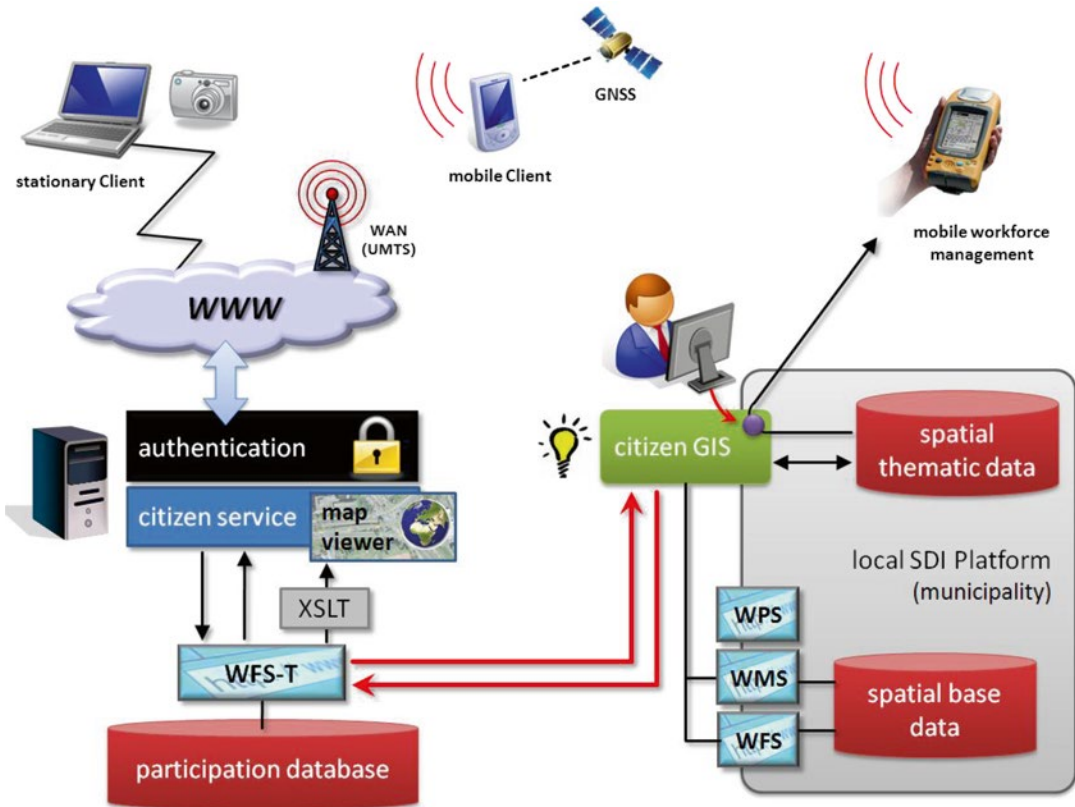 GNSS
stationary Client
mobile Client
WAN
(UMTS)
mobile workforce
management
WWW
authentication
citizen service
map
viewer
XSLT
WFS-T
participation database
citizen GIS
spatial
thematic data
local SDI Platform
(municipality)
WPS
WMS
WFS
spatial base
data